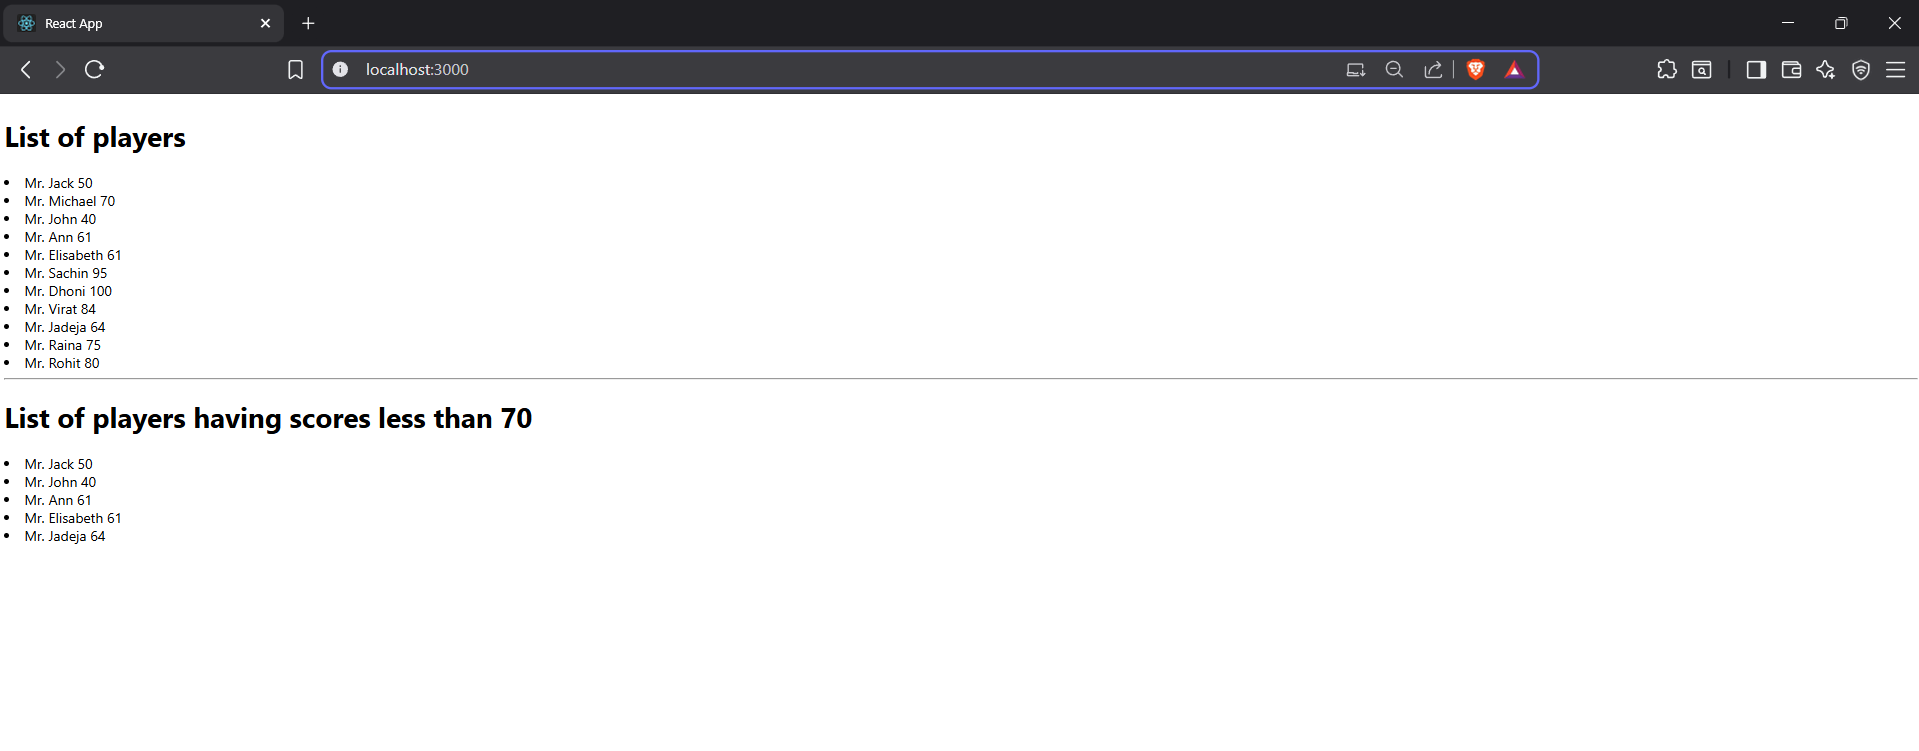 React App
localhost:3000
List of players
Mr. Jack 50
Mr. Michael 70
Mr. John 40
Mr. Ann 61
Mr. Elisabeth 61
Mr. Sachin 95
Mr. Dhoni 100
Mr. Virat 84
Mr. Jadeja 64
Mr. Raina 75
Mr. Rohit 80
List of players having scores less than 70
Mr. Jack 50
Mr. John 40
Mr. Ann 61
Mr. Elisabeth 61
Mr. Jadeja 64